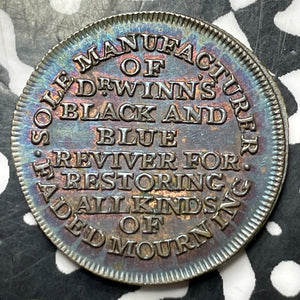 SOLE MANUFACTURER.
OF
DR WINN'S
BLACK AND
BLUE
REVIVER FOR
RESTORING
ALL KINDS
OF
FADED MOURNING